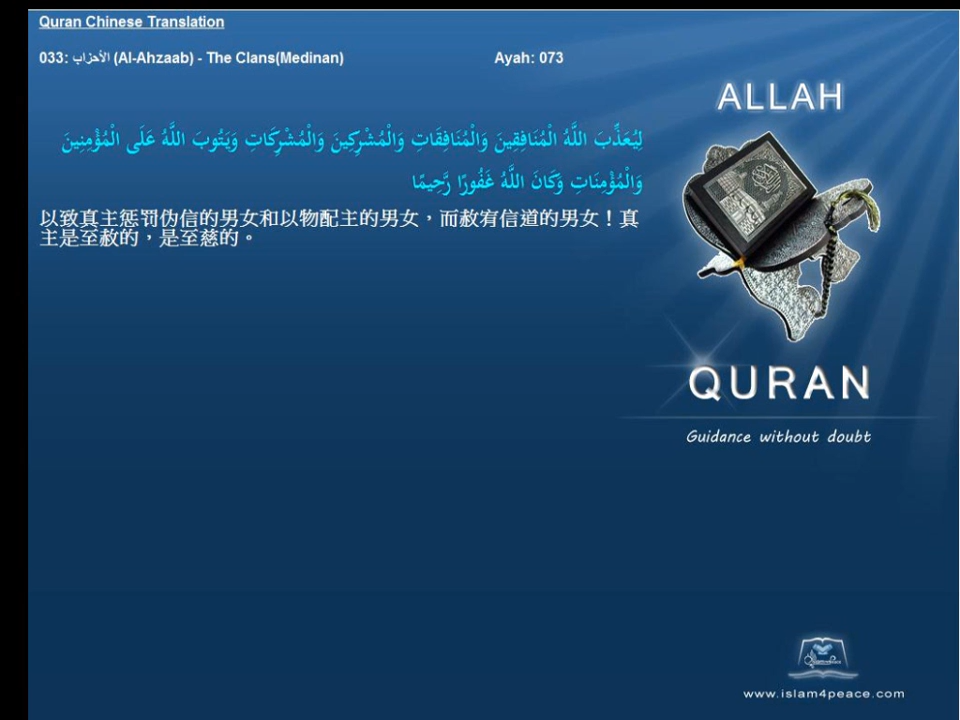 Quran Chinese Translation
033: الأحزاب (Al-Ahzaab) - The Clans(Medinan) Ayah: 073
ALLAH
لِيُعَذِّبَ اللَّهُ الْمُنَافِقِينَ وَالْمُنَافِقَاتِ وَالْمُشْرِكِينَ وَالْمُشْرِكَاتِ وَيَتُوبَ اللَّهُ عَلَى الْمُؤْمِنِينَ
وَالْمُؤْمِنَاتِ وَكَانَ اللَّهُ غَفُورًا رَّحِيمًا
以致真主惩罚伪信的男女和以物配主的男女，而赦宥信道的男女！真
主是至赦的，是至慈的。
QURAN
Guidance without doubt
www.islam4peace.com